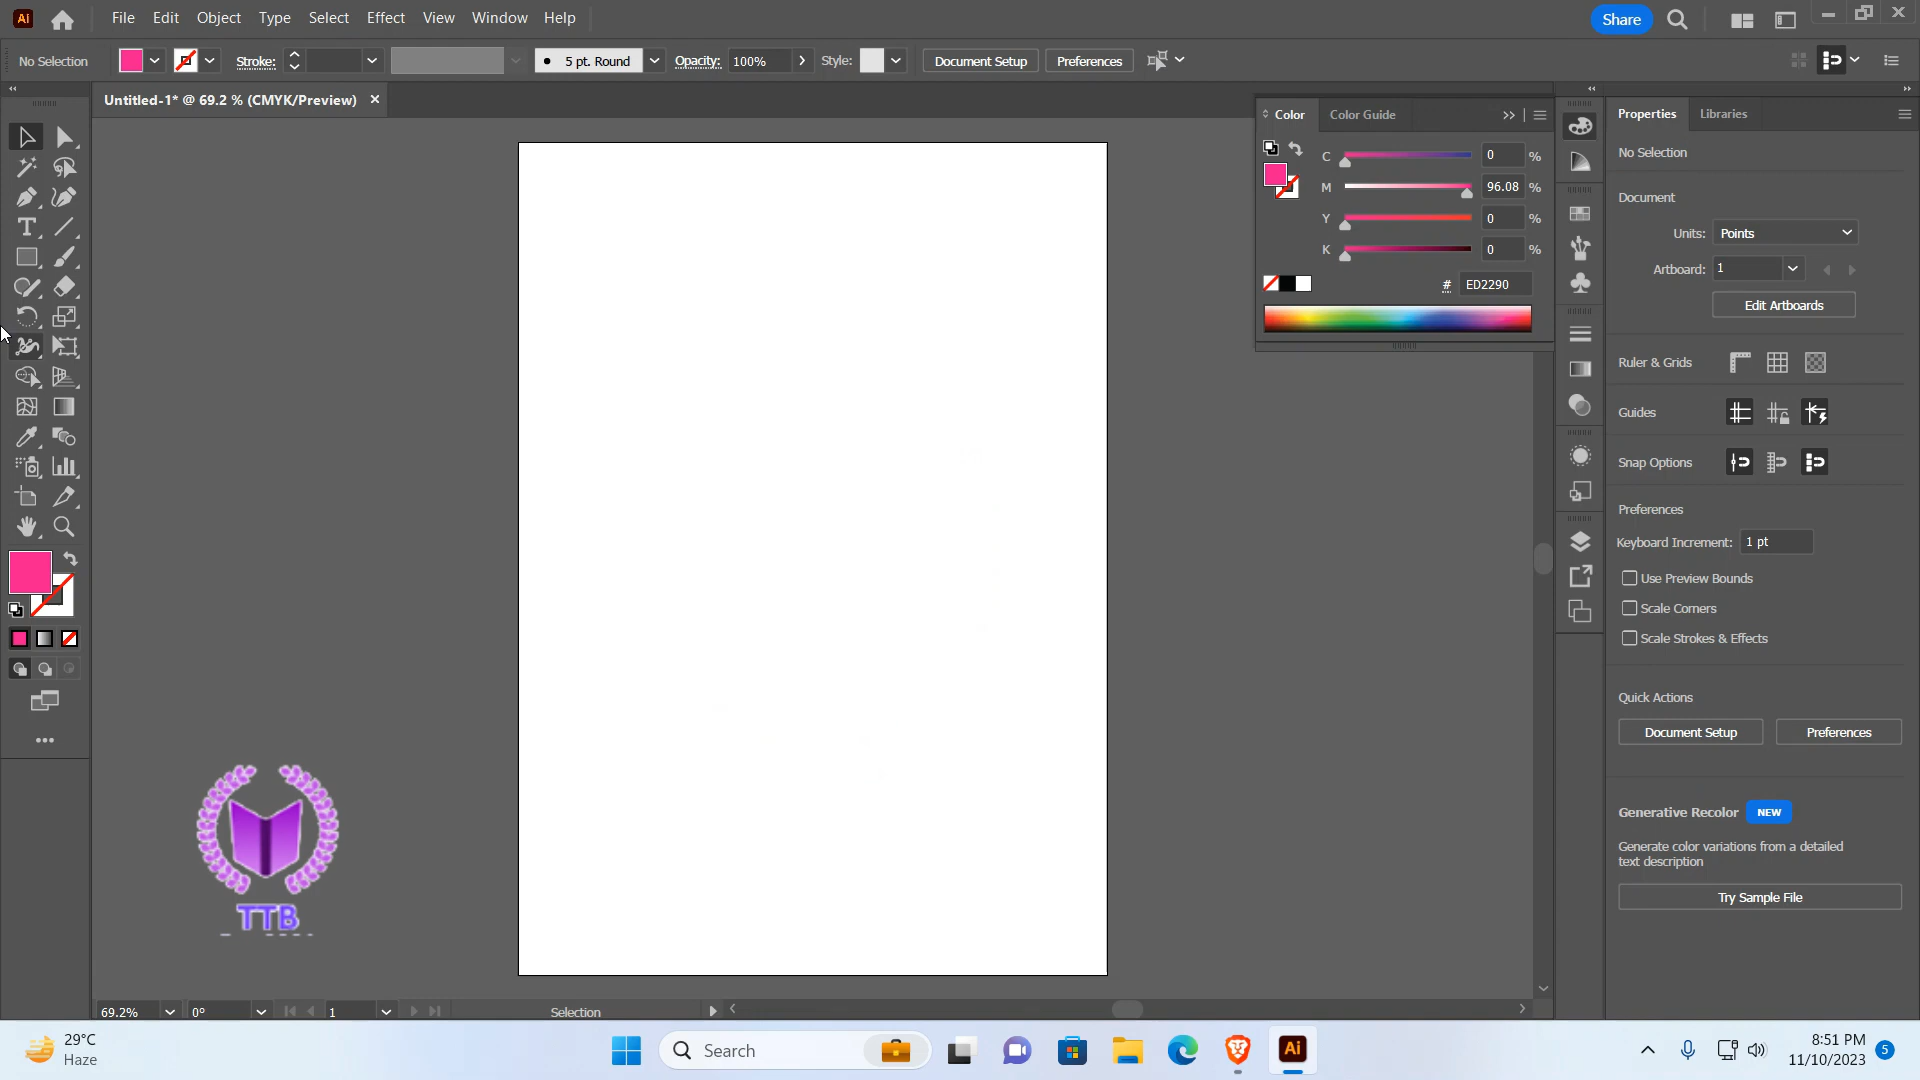 Ai File Edit Object Type Select Effect View Window Help Share
No Selection Stroke: 5 pt. Round Opacity: 100% Style: Document Setup Preferences
Untitled-1* @ 69.2 % (CMYK/Preview) ×
Color Color Guide
C 0 %
M 96.08 %
Y 0 %
K 0 %
# ED2290
Properties Libraries
No Selection
Document
Units: Points
Artboard: 1
Edit Artboards
Ruler & Grids
Guides
Snap Options
Preferences
Keyboard Increment: 1 pt
Use Preview Bounds
Scale Corners
Scale Strokes & Effects
Quick Actions
Document Setup Preferences
Generative Recolor NEW
Generate color variations from a detailed
text description
Try Sample File
TTB
69.2% 0° 1 Selection
29°C
Haze
Search
Ai
8:51 PM
11/10/2023
5